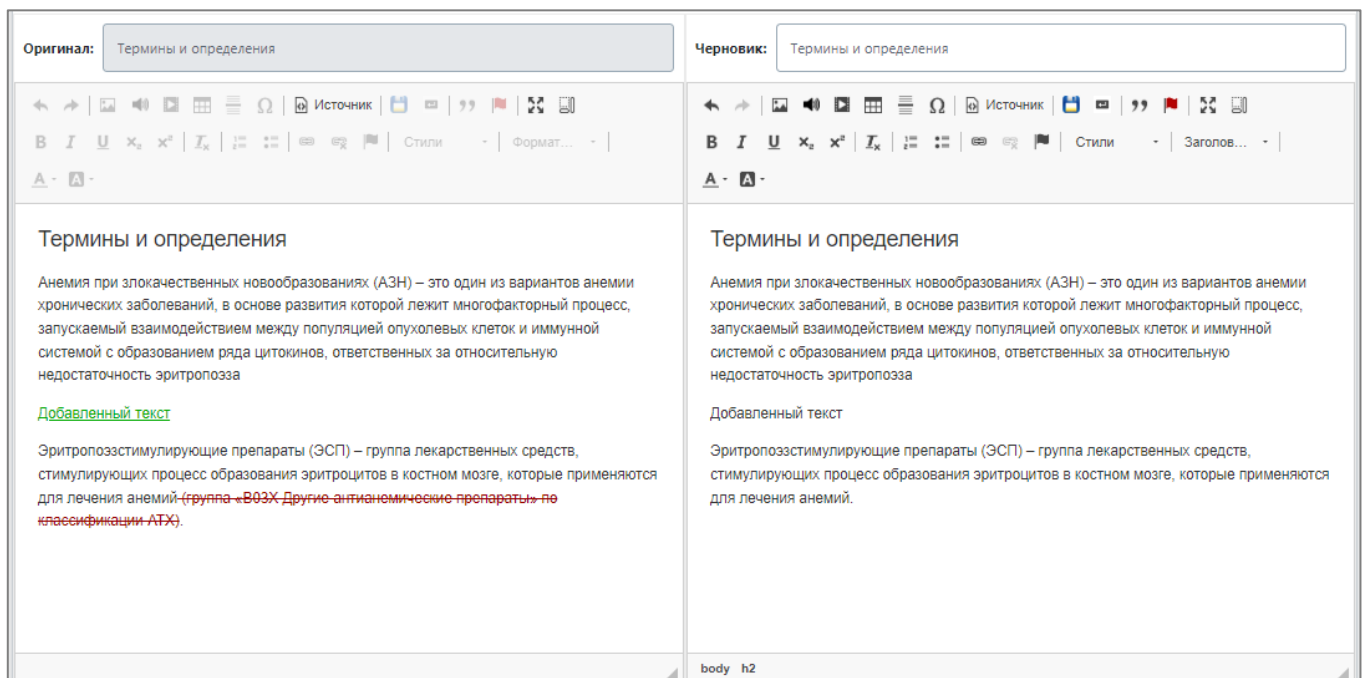 Оригинал: Термины и определения
Источник
B I U x₂ x² Tx Стили Формат...
A A
Термины и определения
Анемия при злокачественных новообразованиях (АЗН) – это один из вариантов анемии
хронических заболеваний, в основе развития которой лежит многофакторный процесс,
запускаемый взаимодействием между популяцией опухолевых клеток и иммунной
системой с образованием ряда цитокинов, ответственных за относительную
недостаточность эритропоэза
Добавленный текст
Эритропоэзстимулирующие препараты (ЭСП) – группа лекарственных средств,
стимулирующих процесс образования эритроцитов в костном мозге, которые применяются
для лечения анемий (группа «B03X Другие антианемические препараты» по
классификации АТХ).
Черновик: Термины и определения
Источник
B I U x₂ x² Tx Стили Заголов...
A A
Термины и определения
Анемия при злокачественных новообразованиях (АЗН) – это один из вариантов анемии
хронических заболеваний, в основе развития которой лежит многофакторный процесс,
запускаемый взаимодействием между популяцией опухолевых клеток и иммунной
системой с образованием ряда цитокинов, ответственных за относительную
недостаточность эритропоэза
Добавленный текст
Эритропоэзстимулирующие препараты (ЭСП) – группа лекарственных средств,
стимулирующих процесс образования эритроцитов в костном мозге, которые применяются
для лечения анемий.
body h2